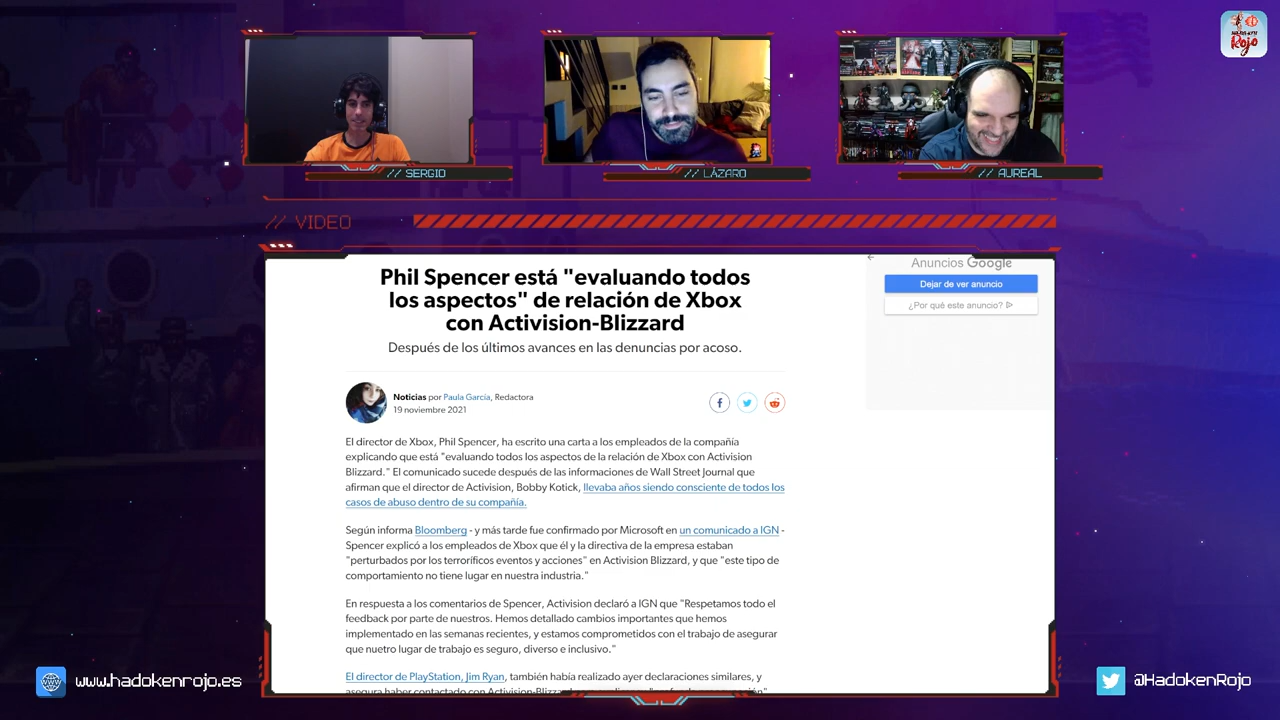 HADOKEN
Rojo
// SERGIO
// LÁZARO
// AUREAL
// VIDEO
Phil Spencer está "evaluando todos
los aspectos" de relación de Xbox
con Activision-Blizzard
Después de los últimos avances en las denuncias por acoso.
Anuncios Google
Dejar de ver anuncio
¿Por qué este anuncio?
Noticias por Paula García, Redactora
19 noviembre 2021
El director de Xbox, Phil Spencer, ha escrito una carta a los empleados de la compañía
explicando que está "evaluando todos los aspectos de la relación de Xbox con Activision
Blizzard." El comunicado sucede después de las informaciones de Wall Street Journal que
afirman que el director de Activision, Bobby Kotick, llevaba años siendo consciente de todos los
casos de abuso dentro de su compañía.
Según informa Bloomberg - y más tarde fue confirmado por Microsoft en un comunicado a IGN -
Spencer explicó a los empleados de Xbox que él y la directiva de la empresa estaban
"perturbados por los terroríficos eventos y acciones" en Activision Blizzard, y que "este tipo de
comportamiento no tiene lugar en nuestra industria."
En respuesta a los comentarios de Spencer, Activision declaró a IGN que "Respetamos todo el
feedback por parte de nuestros. Hemos detallado cambios importantes que hemos
implementado en las semanas recientes, y estamos comprometidos con el trabajo de asegurar
que nuetro lugar de trabajo es seguro, diverso e inclusivo."
El director de PlayStation, Jim Ryan, también había realizado ayer declaraciones similares, y
asegura haber contactado con Activision-Blizzard
www.hadokenrojo.es
@HadokenRojo